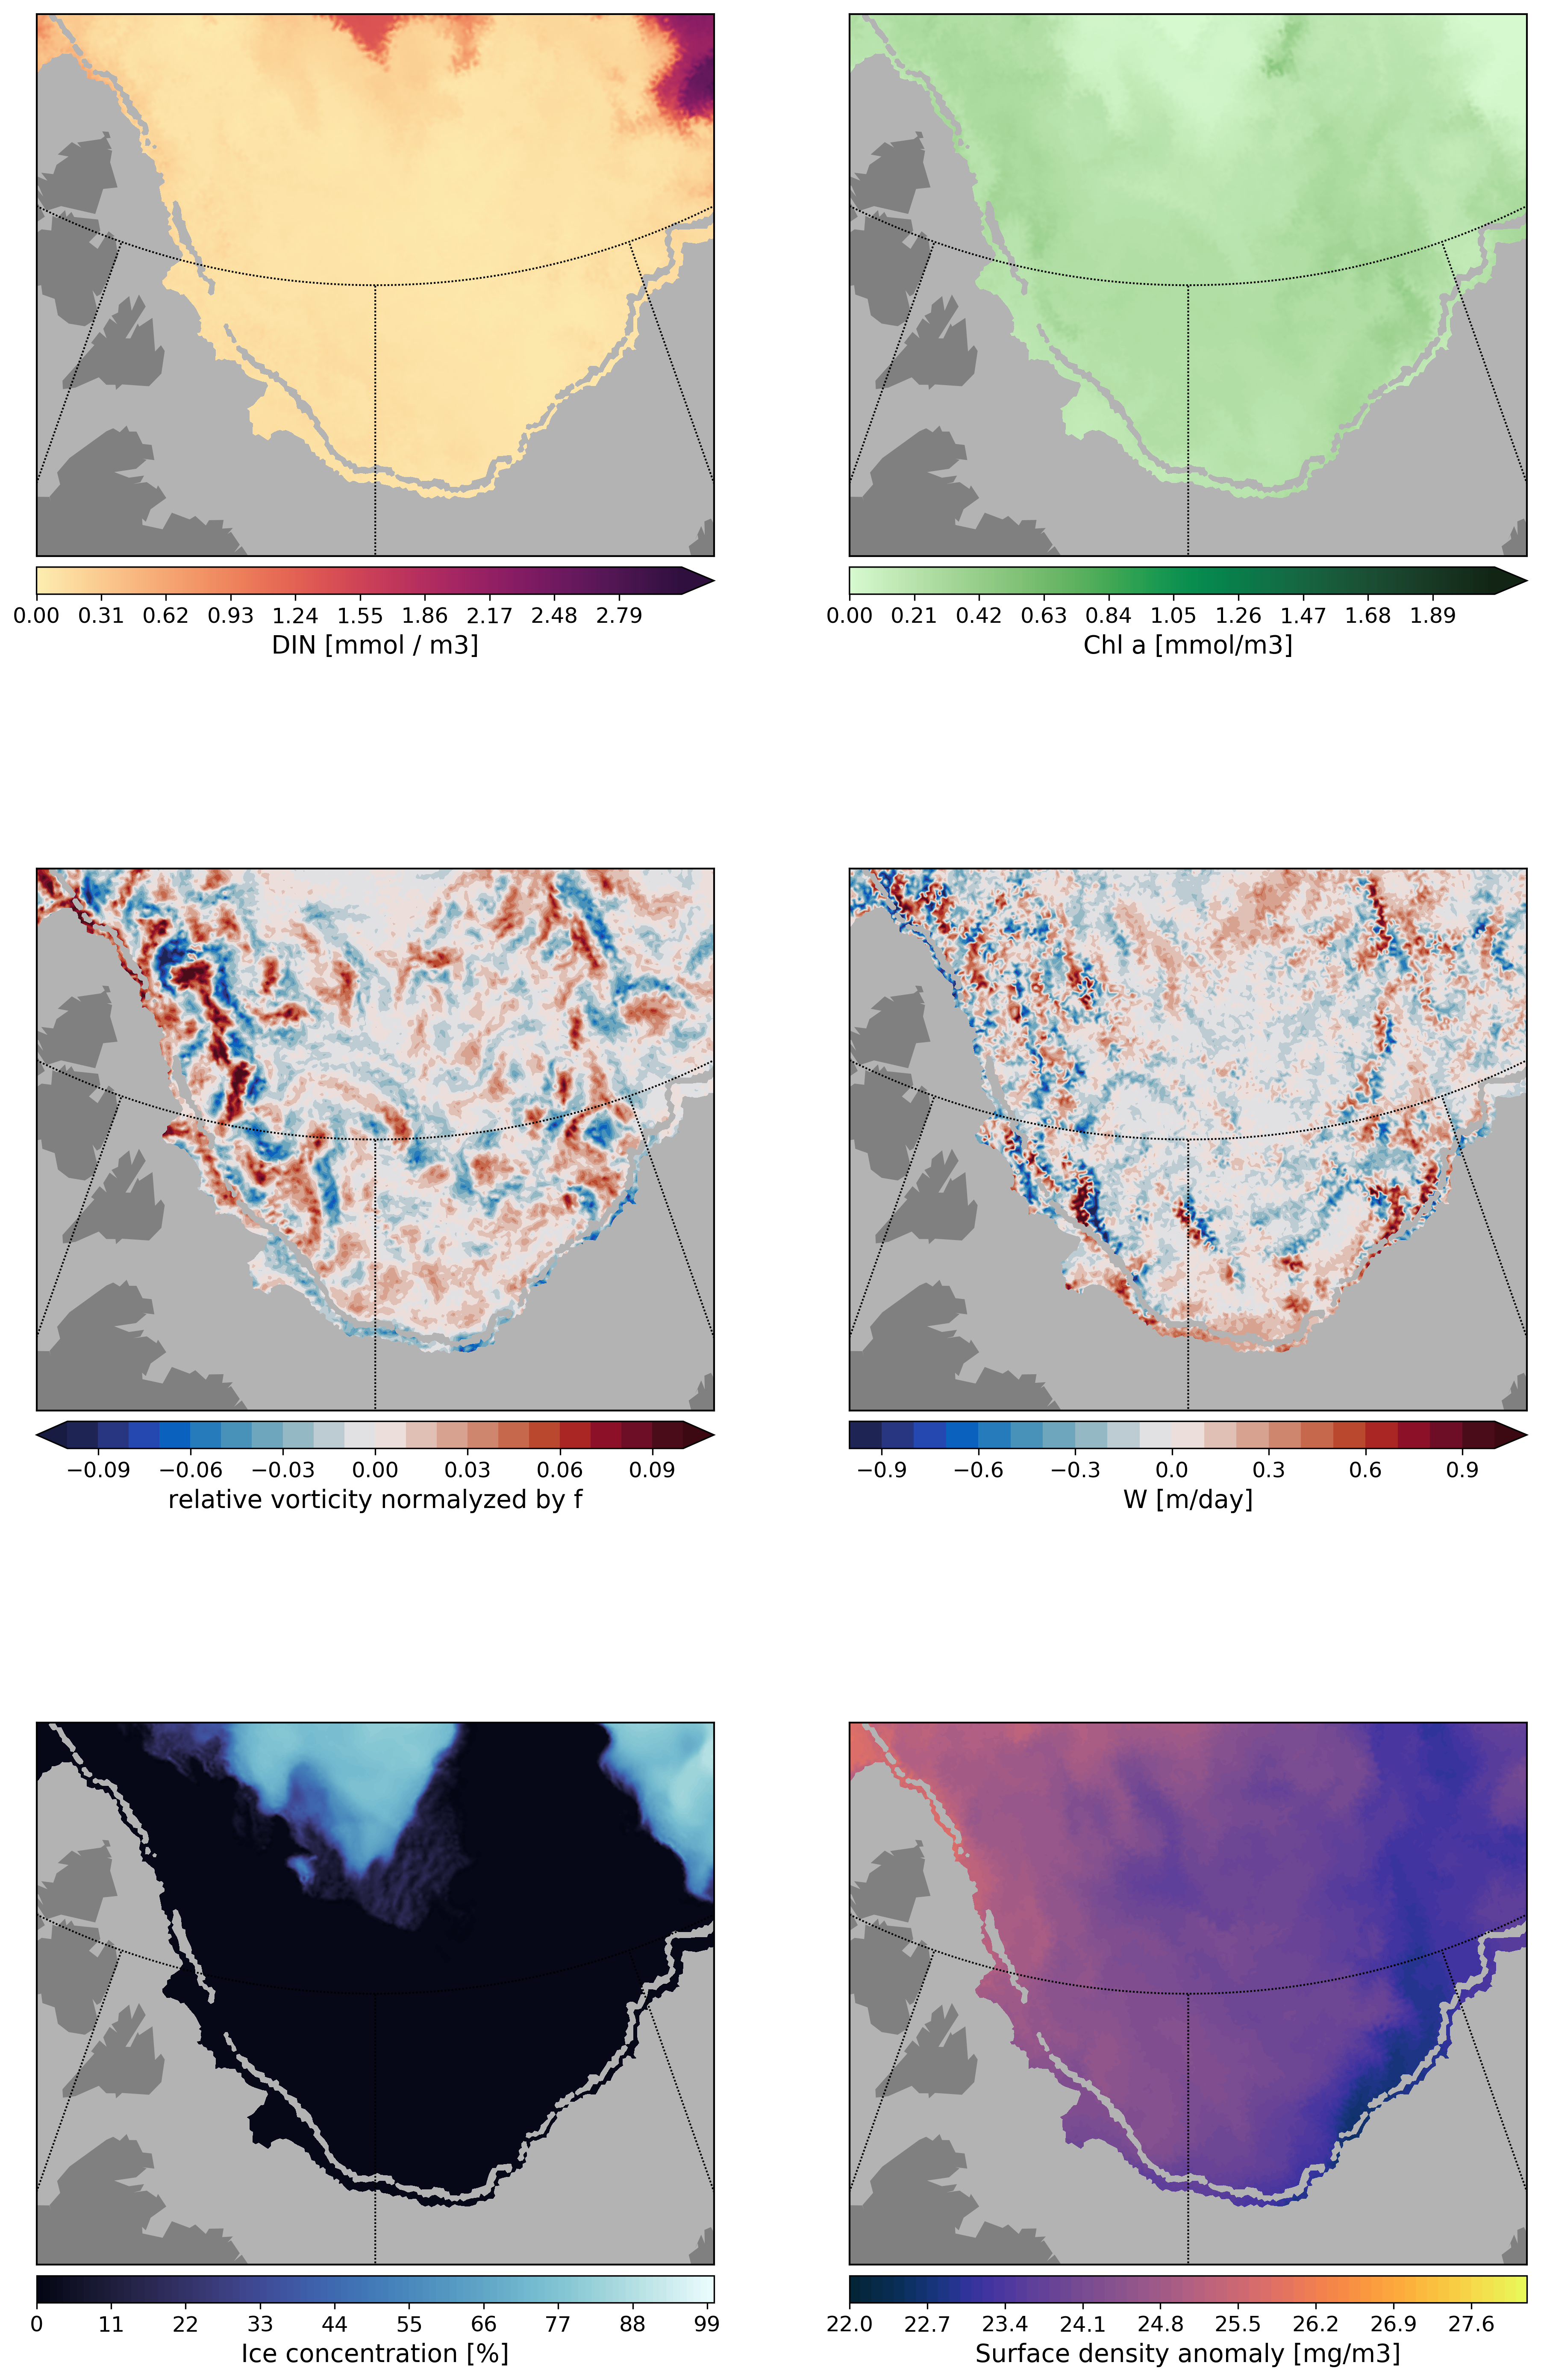 0.00 0.31 0.62 0.93 1.24 1.55 1.86 2.17 2.48 2.79
DIN [mmol / m3]
0.00 0.21 0.42 0.63 0.84 1.05 1.26 1.47 1.68 1.89
Chl a [mmol/m3]
−0.09 −0.06 −0.03 0.00 0.03 0.06 0.09
relative vorticity normalyzed by f
−0.9 −0.6 −0.3 0.0 0.3 0.6 0.9
W [m/day]
0 11 22 33 44 55 66 77 88 99
Ice concentration [%]
22.0 22.7 23.4 24.1 24.8 25.5 26.2 26.9 27.6
Surface density anomaly [mg/m3]